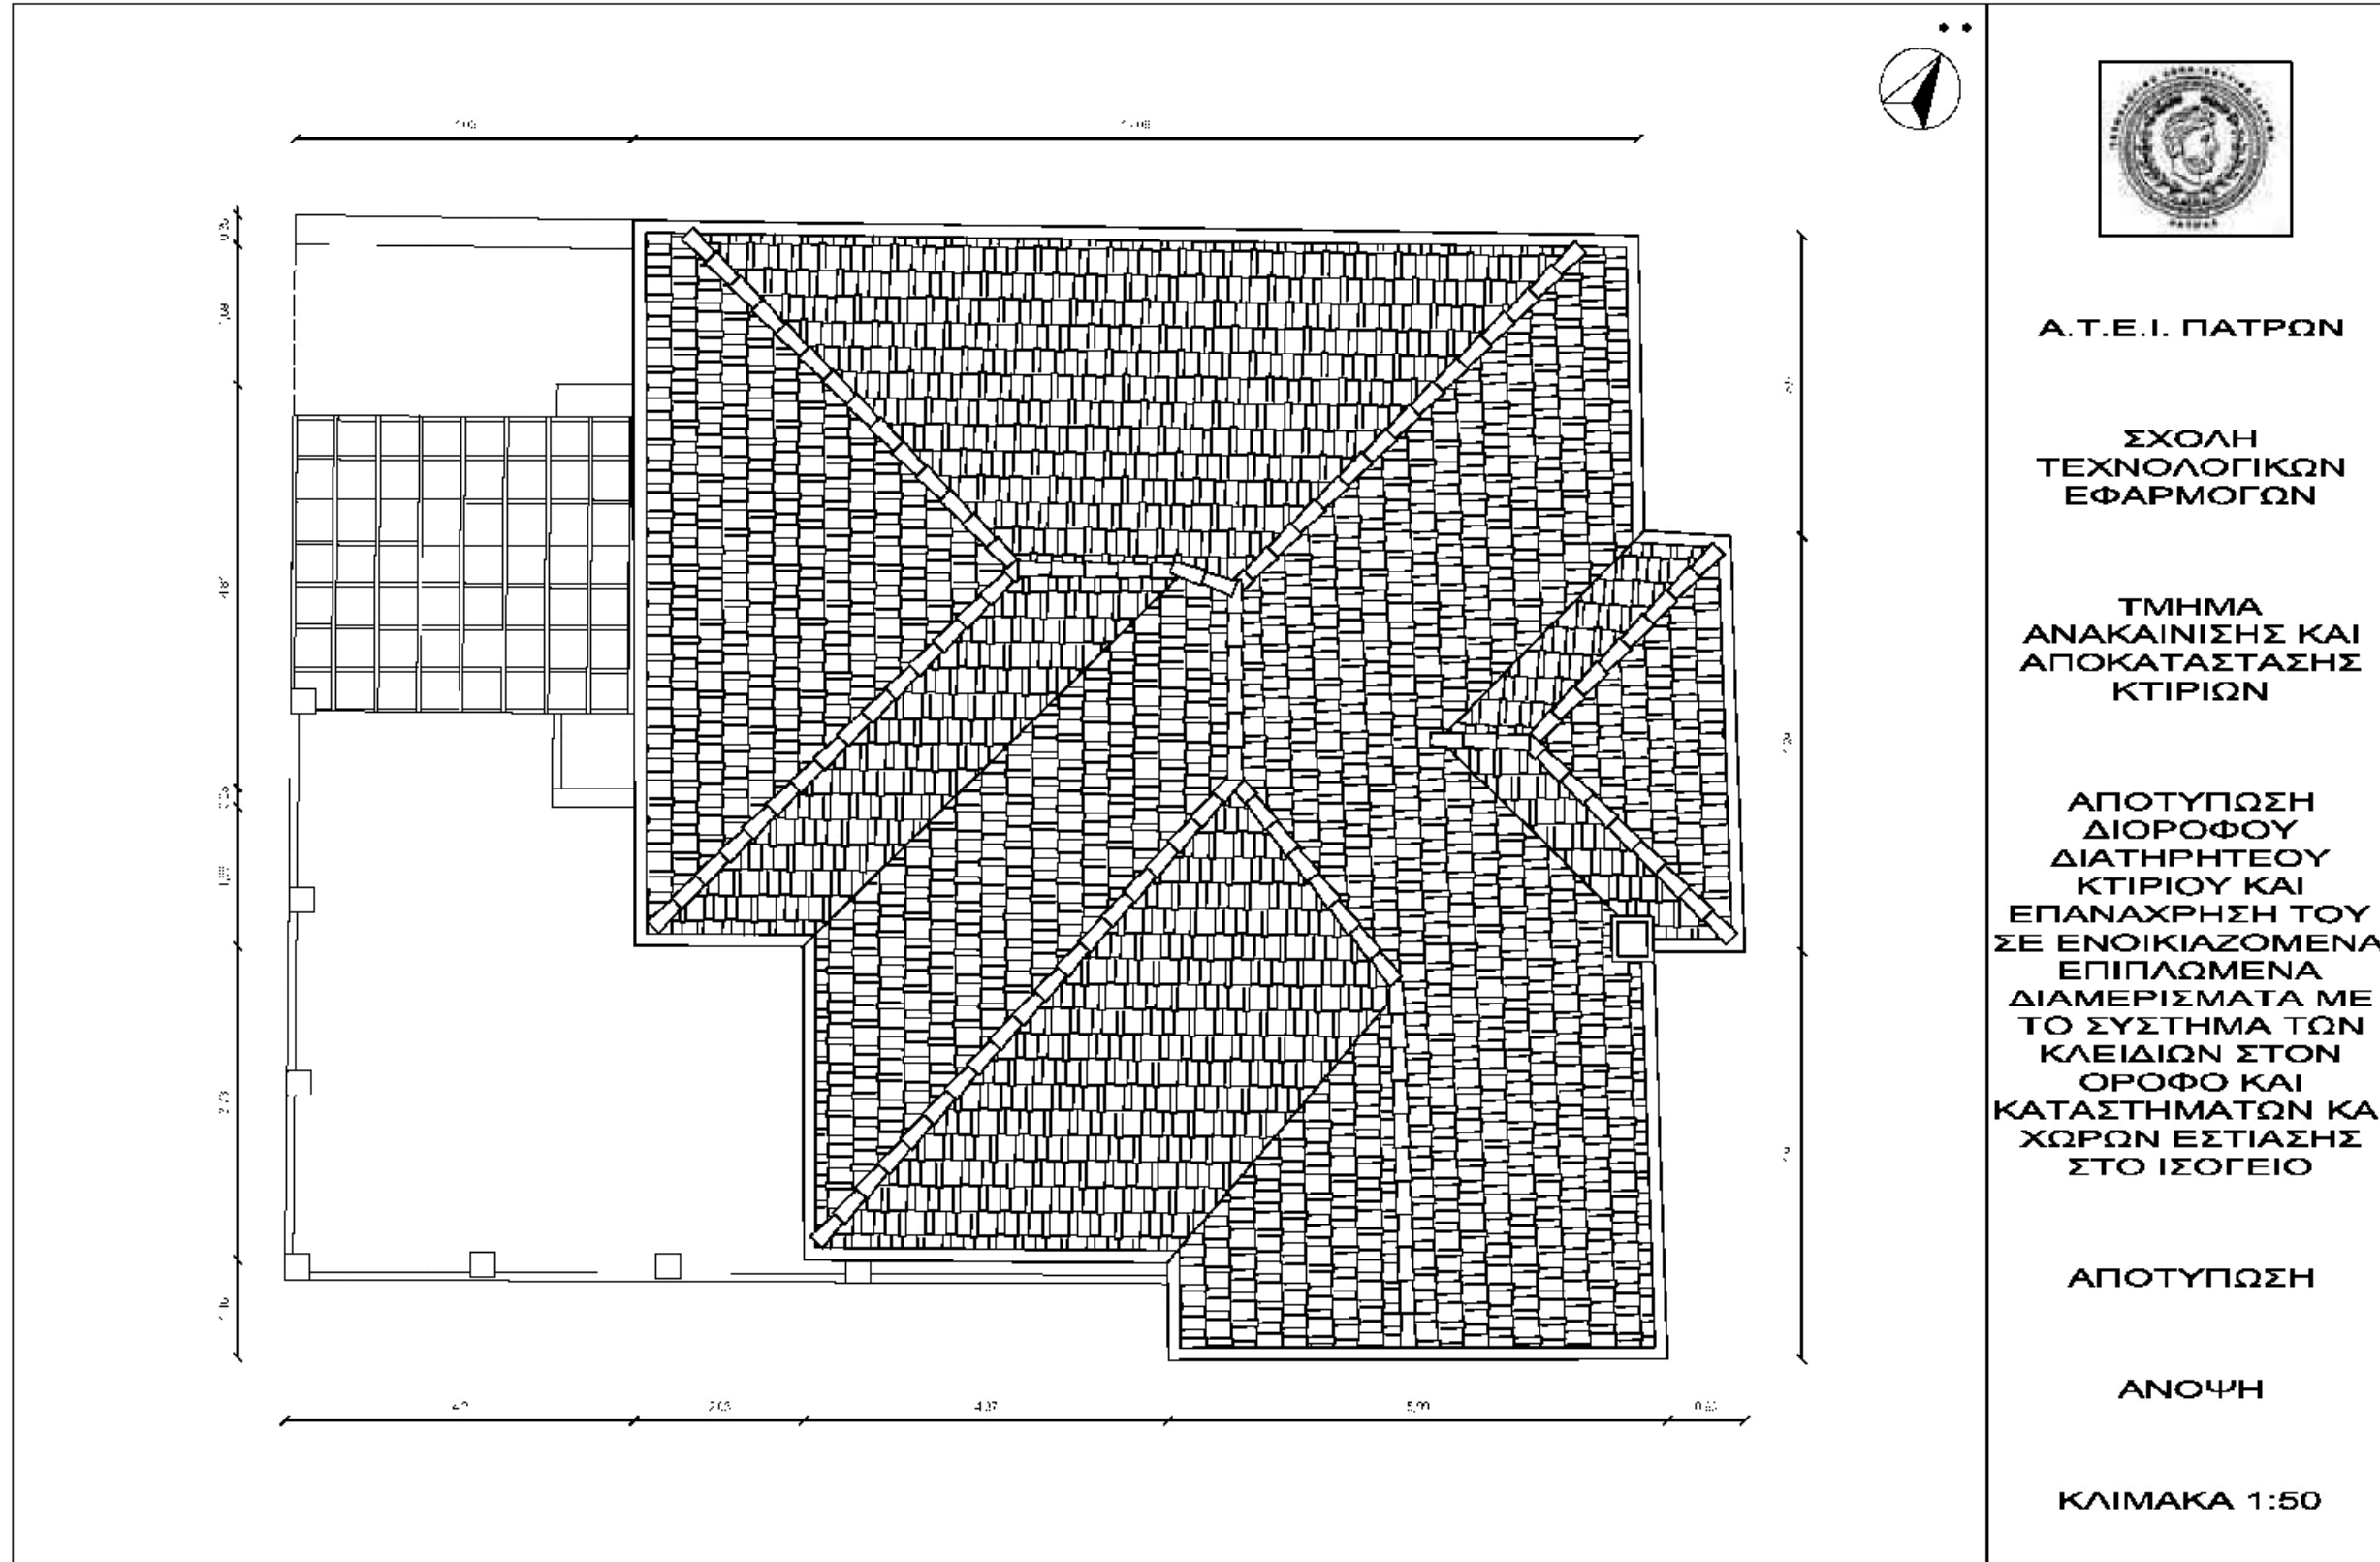 Α.Τ.Ε.Ι. ΠΑΤΡΩΝ
ΣΧΟΛΗ
ΤΕΧΝΟΛΟΓΙΚΩΝ
ΕΦΑΡΜΟΓΩΝ
ΤΜΗΜΑ
ΑΝΑΚΑΙΝΙΣΗΣ ΚΑΙ
ΑΠΟΚΑΤΑΣΤΑΣΗΣ
ΚΤΙΡΙΩΝ
ΑΠΟΤΥΠΩΣΗ
ΔΙΟΡΟΦΟΥ
ΔΙΑΤΗΡΗΤΕΟΥ
ΚΤΙΡΙΟΥ ΚΑΙ
ΕΠΑΝΑΧΡΗΣΗ ΤΟΥ
ΣΕ ΕΝΟΙΚΙΑΖΟΜΕΝΑ
ΕΠΙΠΛΩΜΕΝΑ
ΔΙΑΜΕΡΙΣΜΑΤΑ ΜΕ
ΤΟ ΣΥΣΤΗΜΑ ΤΩΝ
ΚΛΕΙΔΙΩΝ ΣΤΟΝ
ΟΡΟΦΟ ΚΑΙ
ΚΑΤΑΣΤΗΜΑΤΩΝ ΚΑ
ΧΩΡΩΝ ΕΣΤΙΑΣΗΣ
ΣΤΟ ΙΣΟΓΕΙΟ
ΑΠΟΤΥΠΩΣΗ
ΑΝΟΨΗ
ΚΛΙΜΑΚΑ 1:50